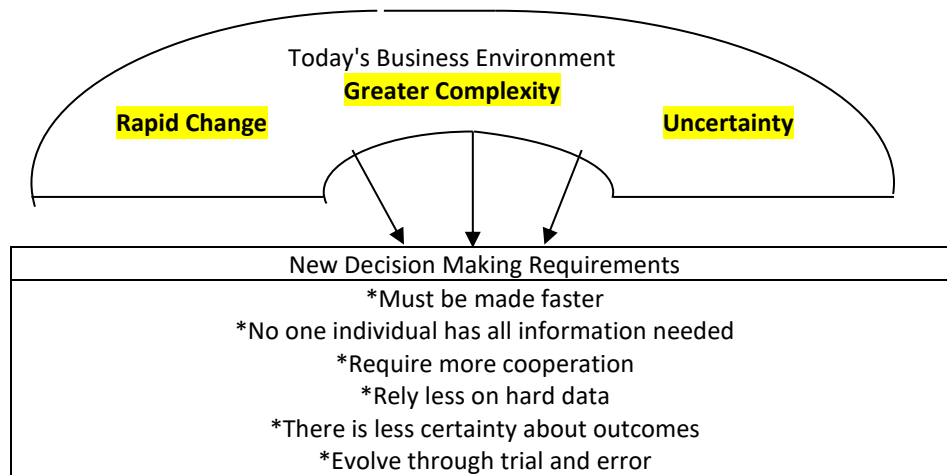 Today's Business Environment
Greater Complexity
Rapid Change
Uncertainty
New Decision Making Requirements
*Must be made faster
*No one individual has all information needed
*Require more cooperation
*Rely less on hard data
*There is less certainty about outcomes
*Evolve through trial and error